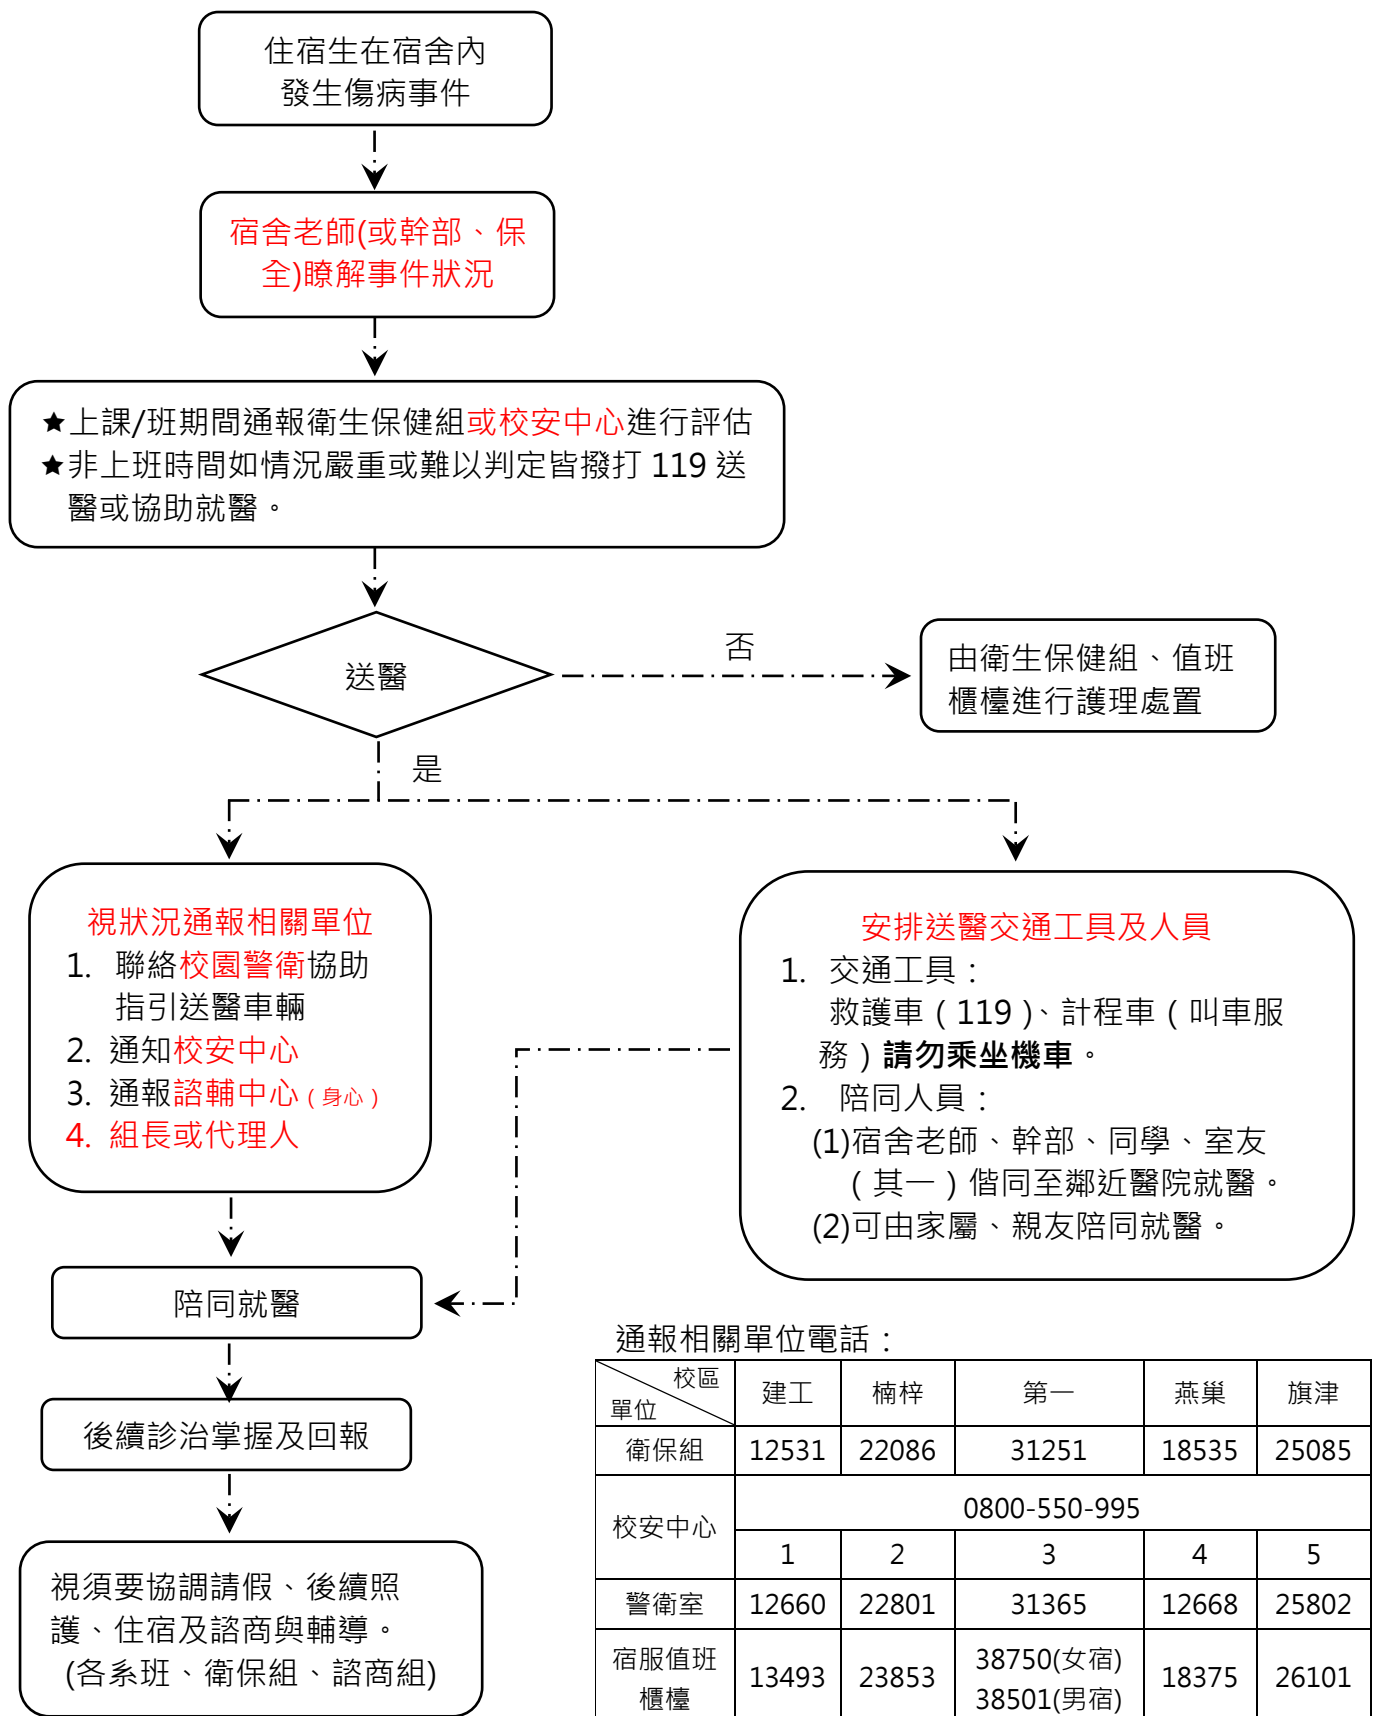 住宿生在宿舍內
發生傷病事件
宿舍老師(或幹部、保
全)瞭解事件狀況
★上課/班期間通報衛生保健組或校安中心進行評估
★非上班時間如情況嚴重或難以判定皆撥打 119 送
醫或協助就醫。
送醫
否
由衛生保健組、值班
櫃檯進行護理處置
是
視狀況通報相關單位
1. 聯絡校園警衛協助
指引送醫車輛
2. 通知校安中心
3. 通報諮輔中心(身心)
4. 組長或代理人
安排送醫交通工具及人員
1. 交通工具：
救護車(119)、計程車(叫車服
務)請勿乘坐機車。
2. 陪同人員：
(1)宿舍老師、幹部、同學、室友
(其一)偕同至鄰近醫院就醫。
(2)可由家屬、親友陪同就醫。
陪同就醫
後續診治掌握及回報
視須要協調請假、後續照
護、住宿及諮商與輔導。
(各系班、衛保組、諮商組)
通報相關單位電話：
校區
單位 建工 楠梓 第一 燕巢 旗津
衛保組 12531 22086 31251 18535 25085
校安中心 0800-550-995
1 2 3 4 5
警衛室 12660 22801 31365 12668 25802
宿服值班
櫃檯 13493 23853 38750(女宿) 18375 26101
38501(男宿)